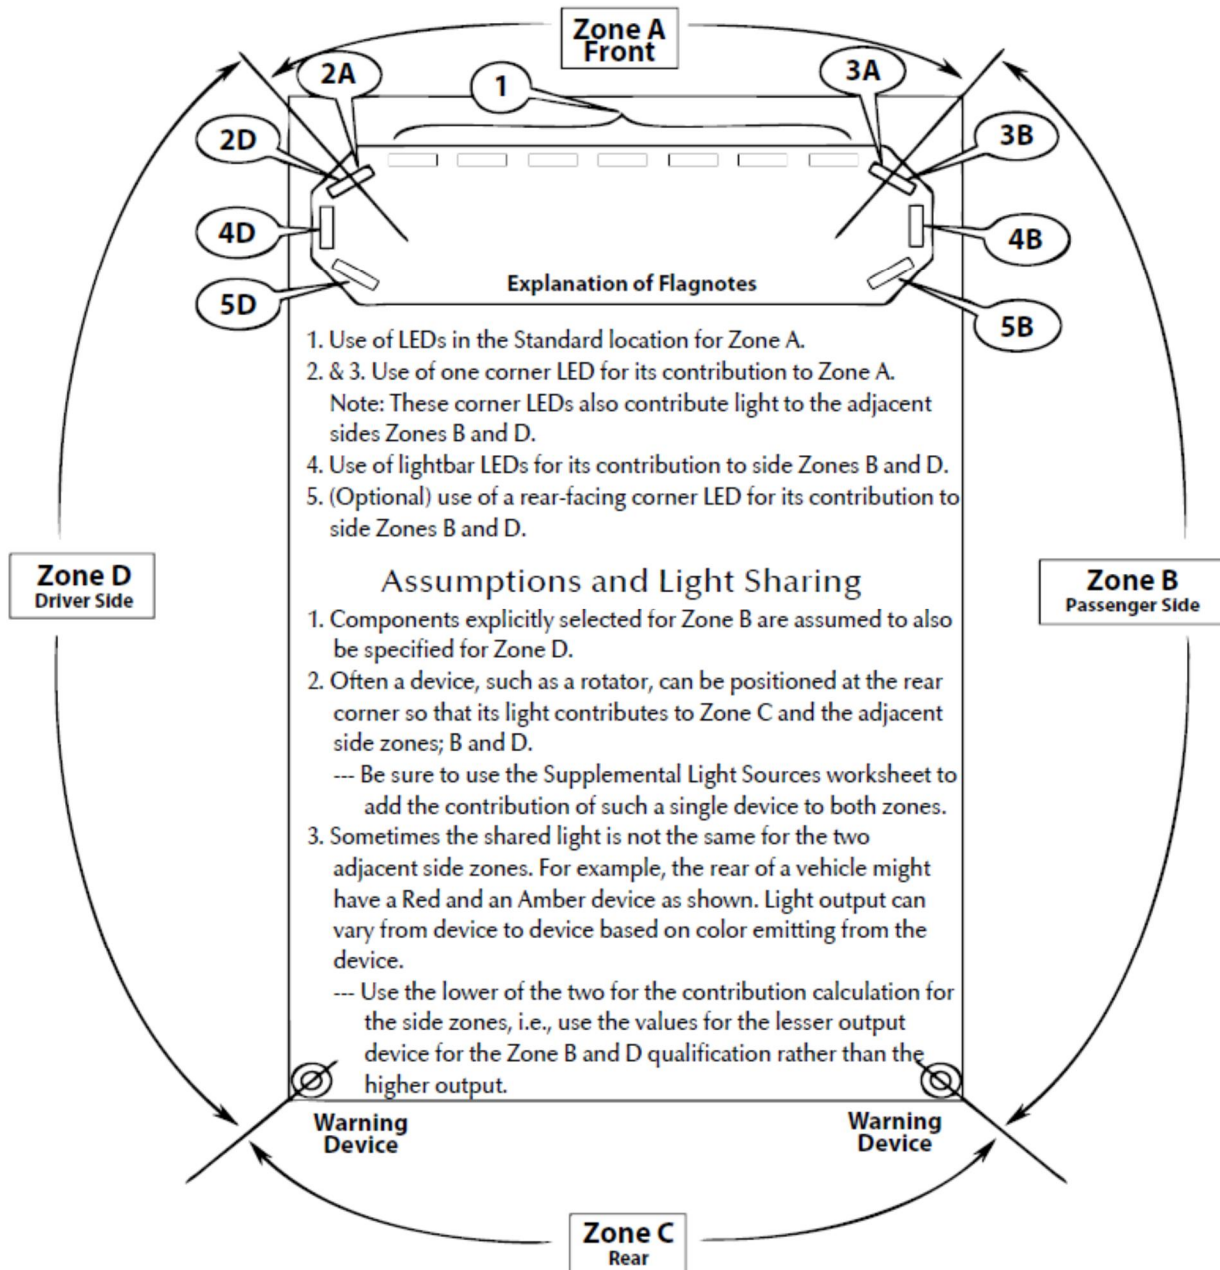 Zone A
Front
2A
1
3A
2D
3B
4D
4B
Explanation of Flagnotes
5D
5B
1. Use of LEDs in the Standard location for Zone A.
2. & 3. Use of one corner LED for its contribution to Zone A.
Note: These corner LEDs also contribute light to the adjacent
sides Zones B and D.
4. Use of lightbar LEDs for its contribution to side Zones B and D.
5. (Optional) use of a rear-facing corner LED for its contribution to
side Zones B and D.
Zone D
Driver Side
Zone B
Passenger Side
Assumptions and Light Sharing
1. Components explicitly selected for Zone B are assumed to also
be specified for Zone D.
2. Often a device, such as a rotator, can be positioned at the rear
corner so that its light contributes to Zone C and the adjacent
side zones; B and D.
--- Be sure to use the Supplemental Light Sources worksheet to
add the contribution of such a single device to both zones.
3. Sometimes the shared light is not the same for the two
adjacent side zones. For example, the rear of a vehicle might
have a Red and an Amber device as shown. Light output can
vary from device to device based on color emitting from the
device.
--- Use the lower of the two for the contribution calculation for
the side zones, i.e., use the values for the lesser output
device for the Zone B and D qualification rather than the
higher output.
Warning
Device
Warning
Device
Zone C
Rear